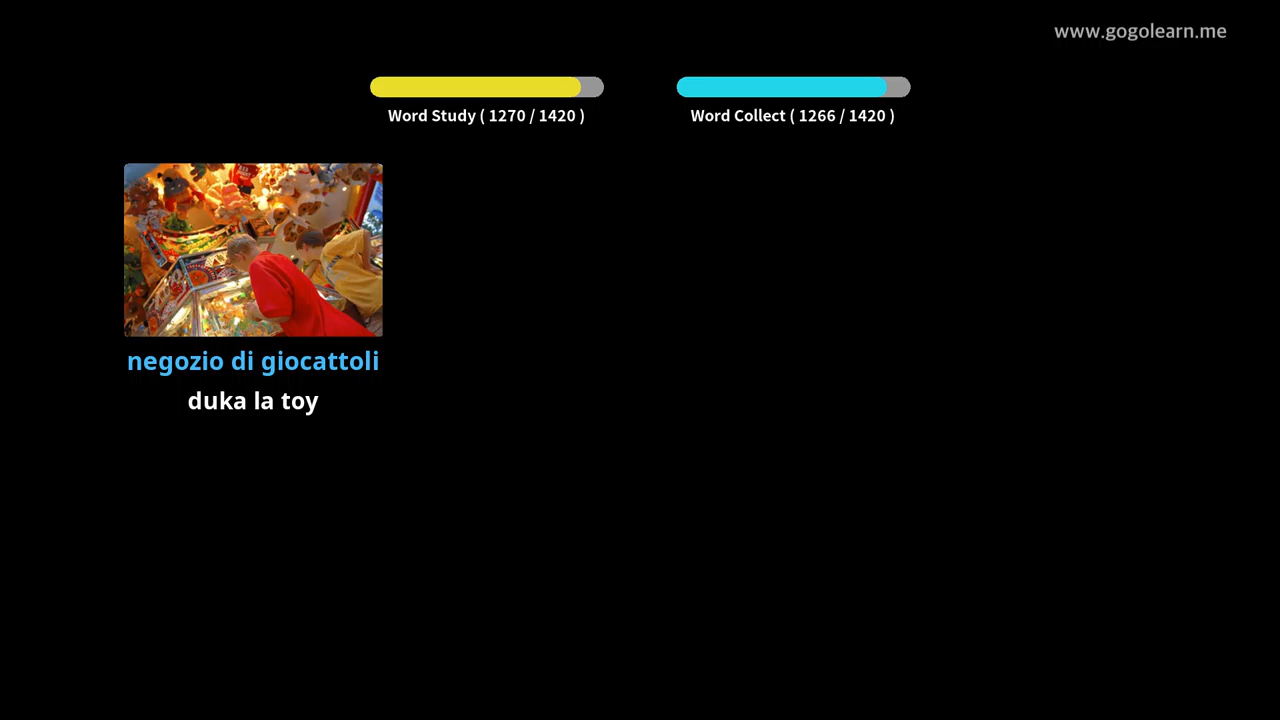 www.gogolearn.me
Word Study ( 1270 / 1420 )
Word Collect ( 1266 / 1420 )
negozio di giocattoli
duka la toy